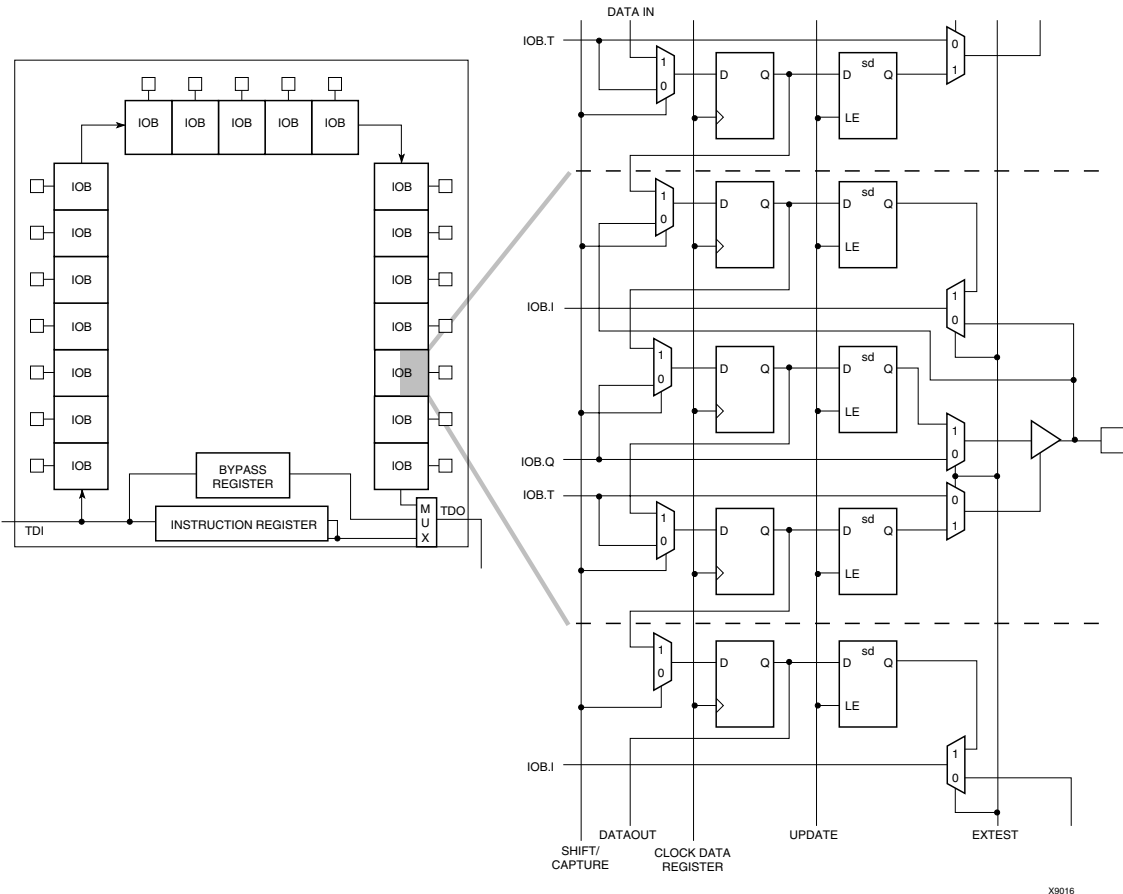 DATA IN
IOB.T
1
0
D Q
sd
D Q
LE
0
1
IOB IOB IOB IOB IOB
IOB
IOB
IOB
IOB
IOB
IOB
IOB
IOB
IOB
IOB
IOB
IOB
IOB
IOB
BYPASS
REGISTER
INSTRUCTION REGISTER
TDI
M
U
X
TDO
1
0
D Q
sd
D Q
LE
IOB.I
1
0
1
0
D Q
sd
D Q
LE
IOB.Q
1
0
IOB.T
0
1
1
0
D Q
sd
D Q
LE
1
0
D Q
sd
D Q
LE
IOB.I
1
0
DATAOUT
UPDATE
EXTEST
SHIFT/
CAPTURE
CLOCK DATA
REGISTER
X9016